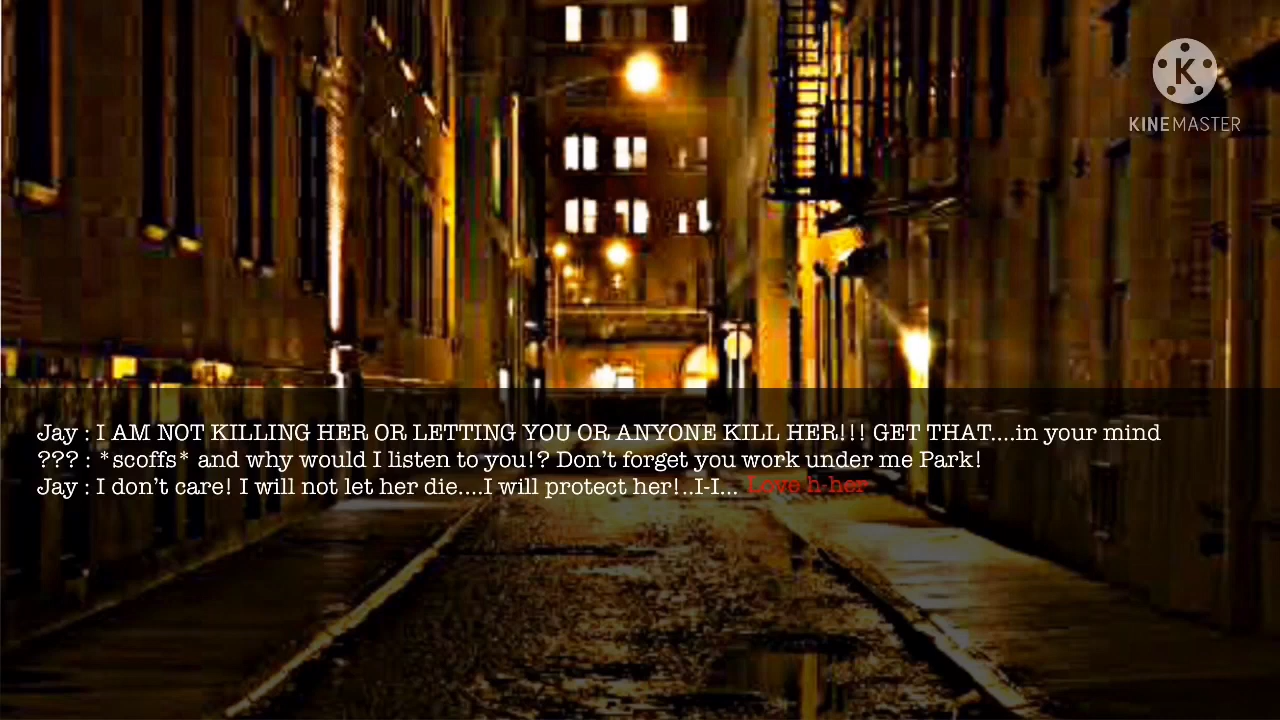 K
KINEMASTER
Jay : I AM NOT KILLING HER OR LETTING YOU OR ANYONE KILL HER!!! GET THAT....in your mind
??? : *scoffs* and why would I listen to you!? Don't forget you work under me Park!
Jay : I don't care! I will not let her die....I will protect her!..I-I... Love h-her